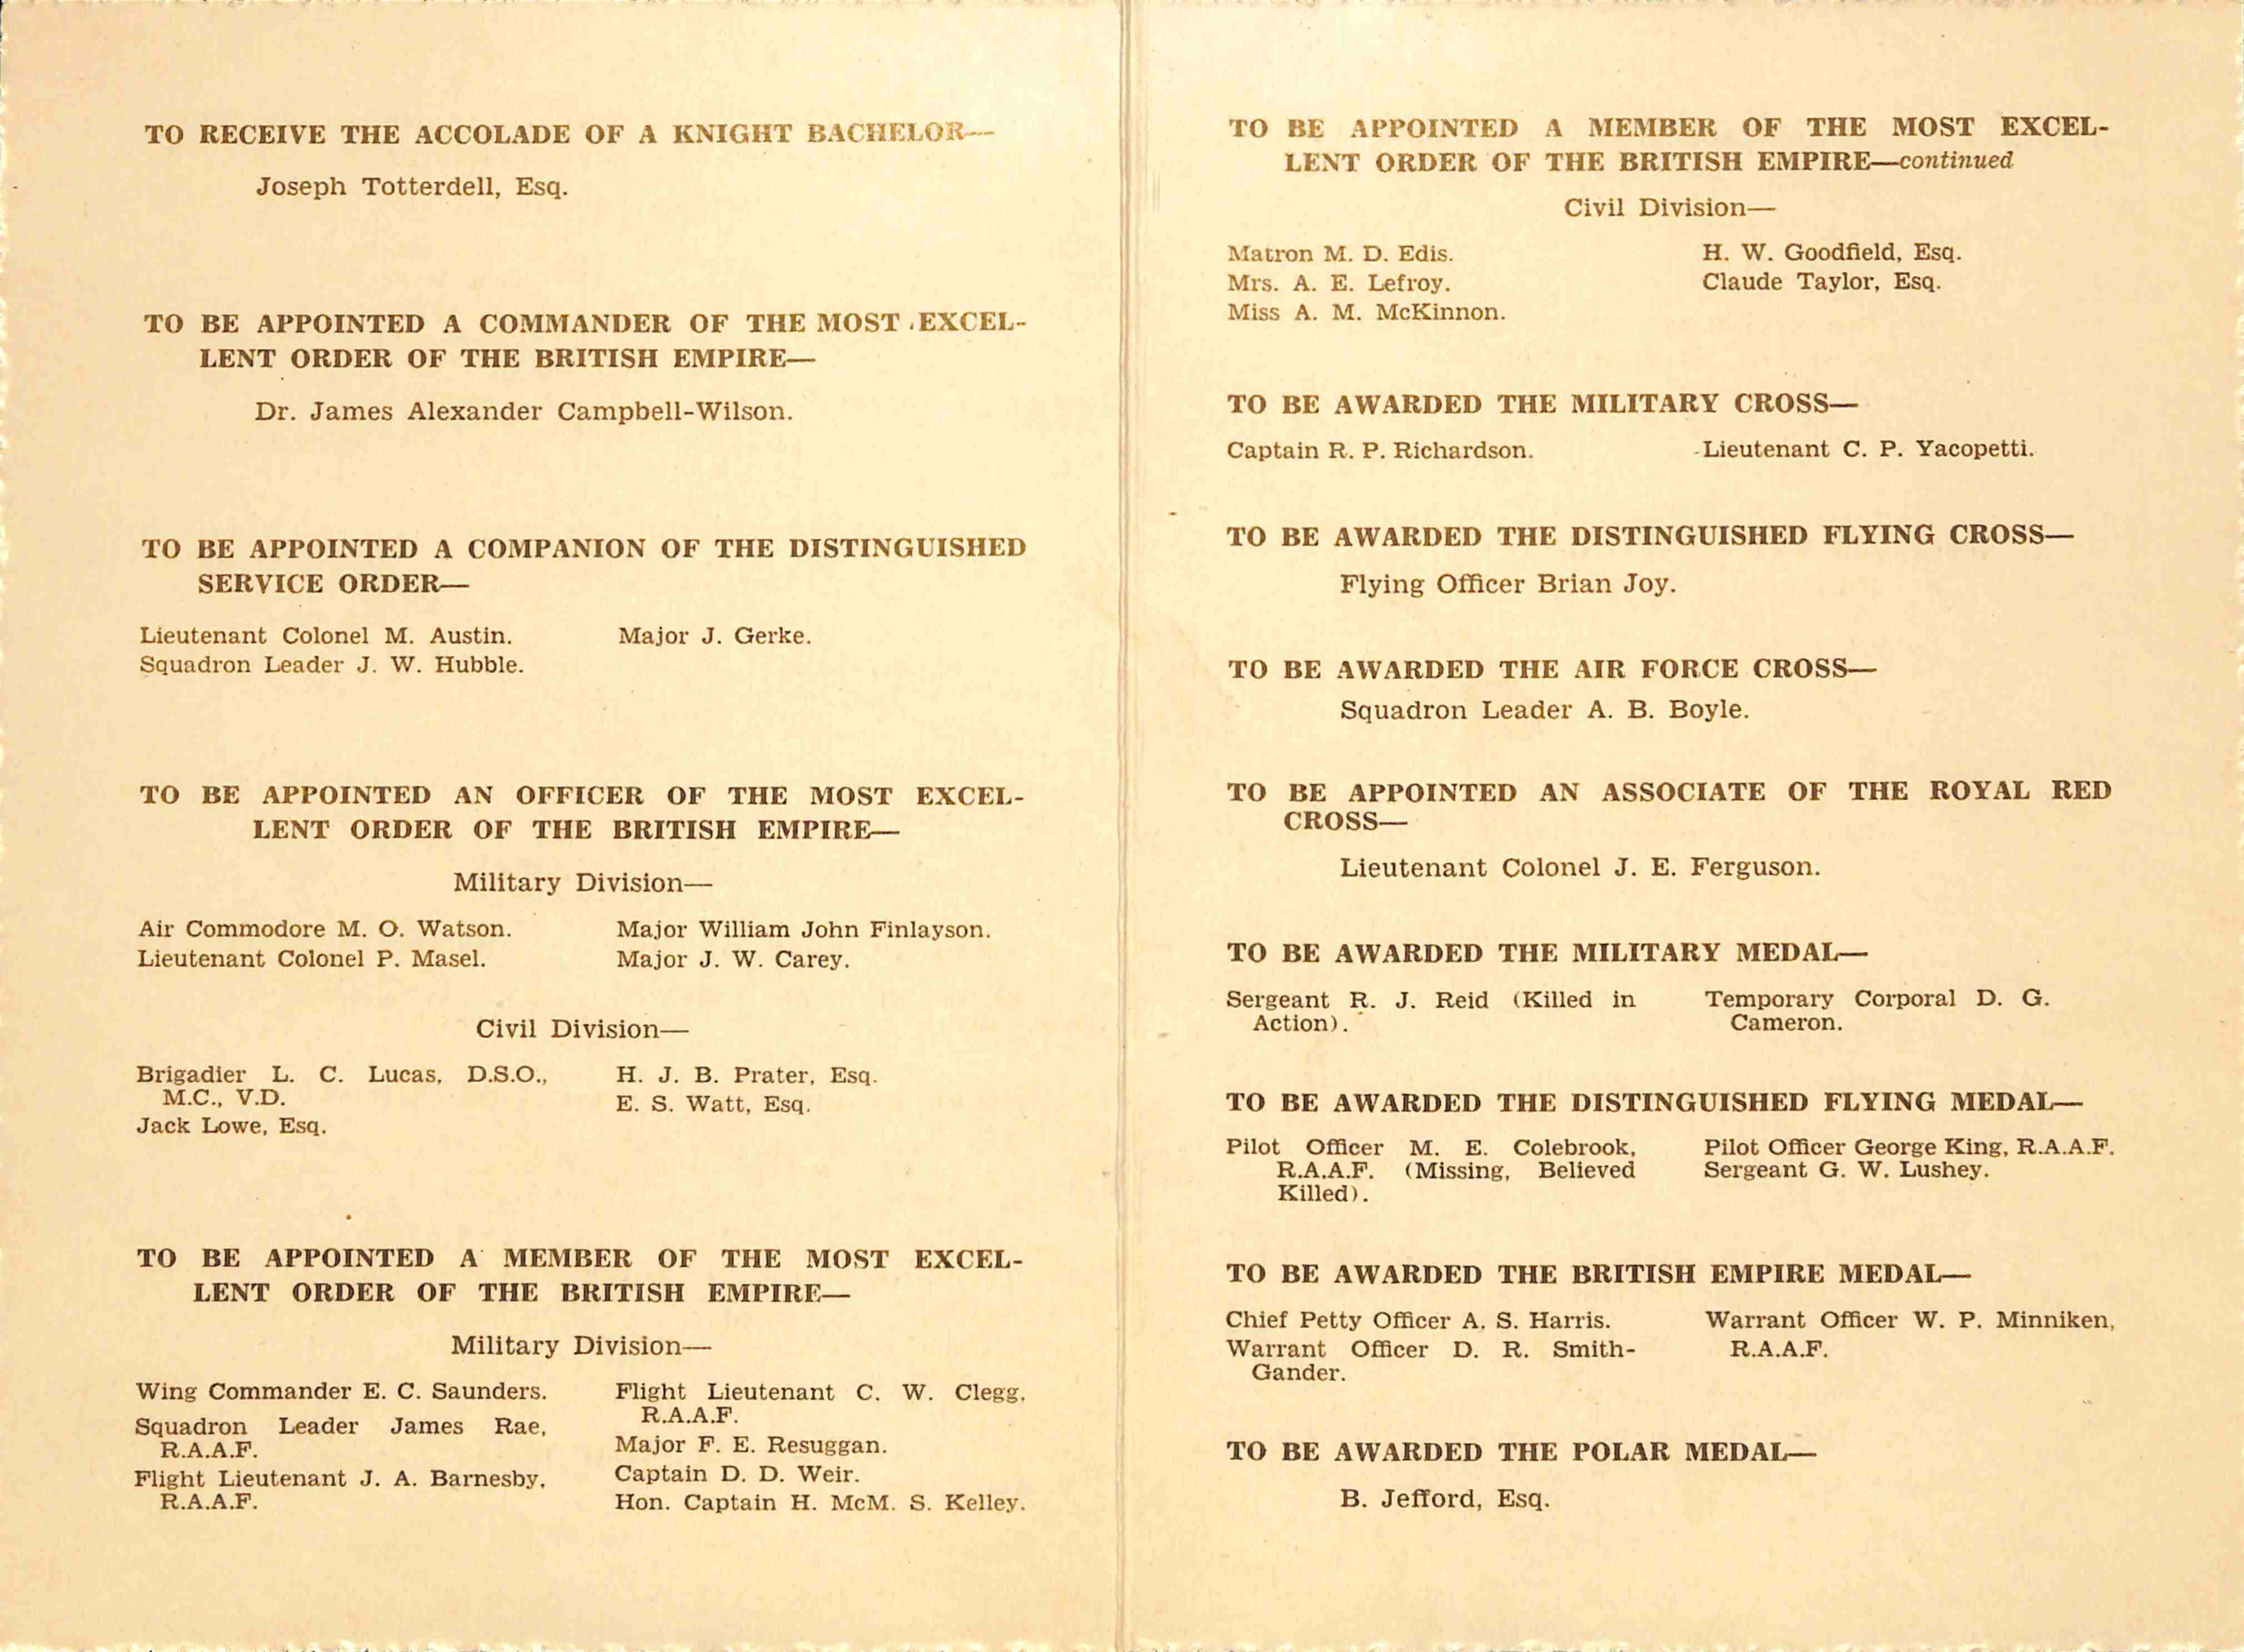 TO RECEIVE THE ACCOLADE OF A KNIGHT BACHELOR—
Joseph Totterdell, Esq.
TO BE APPOINTED A COMMANDER OF THE MOST EXCEL-
LENT ORDER OF THE BRITISH EMPIRE—
Dr. James Alexander Campbell-Wilson.
TO BE APPOINTED A COMPANION OF THE DISTINGUISHED
SERVICE ORDER—
Lieutenant Colonel M. Austin.
Squadron Leader J. W. Hubble.
Major J. Gerke.
TO BE APPOINTED AN OFFICER OF THE MOST EXCEL-
LENT ORDER OF THE BRITISH EMPIRE—
Military Division—
Air Commodore M. O. Watson.
Lieutenant Colonel P. Masel.
Major William John Finlayson.
Major J. W. Carey.
Civil Division—
Brigadier L. C. Lucas, D.S.O.,
M.C., V.D.
Jack Lowe, Esq.
H. J. B. Prater, Esq.
E. S. Watt, Esq.
TO BE APPOINTED A MEMBER OF THE MOST EXCEL-
LENT ORDER OF THE BRITISH EMPIRE—
Military Division—
Wing Commander E. C. Saunders.
Squadron Leader James Rae,
R.A.A.F.
Flight Lieutenant J. A. Barnesby,
R.A.A.F.
Flight Lieutenant C. W. Clegg,
R.A.A.F.
Major F. E. Resuggan.
Captain D. D. Weir.
Hon. Captain H. McM. S. Kelley.
TO BE APPOINTED A MEMBER OF THE MOST EXCEL-
LENT ORDER OF THE BRITISH EMPIRE—continued
Civil Division—
Matron M. D. Edis.
Mrs. A. E. Lefroy.
Miss A. M. McKinnon.
H. W. Goodfield, Esq.
Claude Taylor, Esq.
TO BE AWARDED THE MILITARY CROSS—
Captain R. P. Richardson.
Lieutenant C. P. Yacopetti.
TO BE AWARDED THE DISTINGUISHED FLYING CROSS—
Flying Officer Brian Joy.
TO BE AWARDED THE AIR FORCE CROSS—
Squadron Leader A. B. Boyle.
TO BE APPOINTED AN ASSOCIATE OF THE ROYAL RED
CROSS—
Lieutenant Colonel J. E. Ferguson.
TO BE AWARDED THE MILITARY MEDAL—
Sergeant R. J. Reid (Killed in
Action).
Temporary Corporal D. G.
Cameron.
TO BE AWARDED THE DISTINGUISHED FLYING MEDAL—
Pilot Officer M. E. Colebrook,
R.A.A.F. (Missing, Believed
Killed).
Pilot Officer George King, R.A.A.F.
Sergeant G. W. Lushey.
TO BE AWARDED THE BRITISH EMPIRE MEDAL—
Chief Petty Officer A. S. Harris.
Warrant Officer D. R. Smith-
Gander.
Warrant Officer W. P. Minniken,
R.A.A.F.
TO BE AWARDED THE POLAR MEDAL—
B. Jefford, Esq.